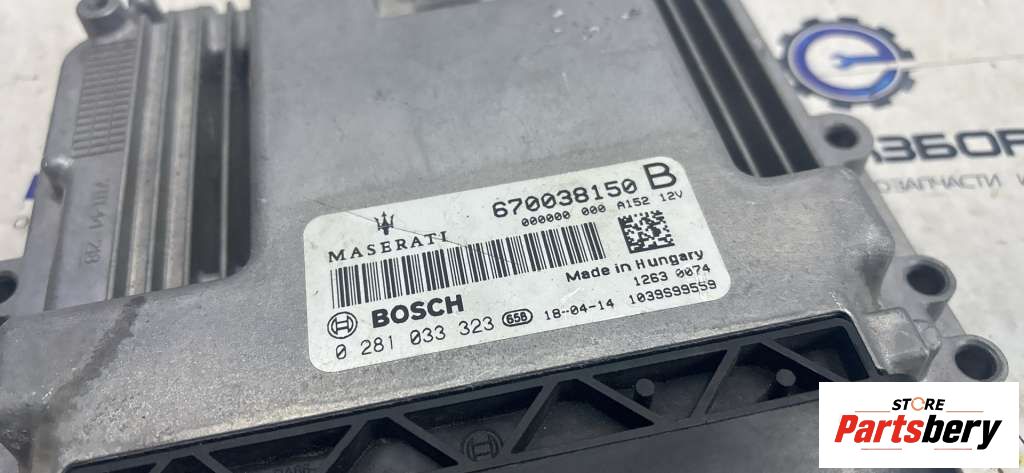 670038150 B
000000 000 A152 12V
MASERATI
Made in Hungary
1263 0074
BOSCH
0 281 033 323 658 18-04-14 1039S99559
АЗБОР
ЗАПЧАСТИ
STORE
Partsbery